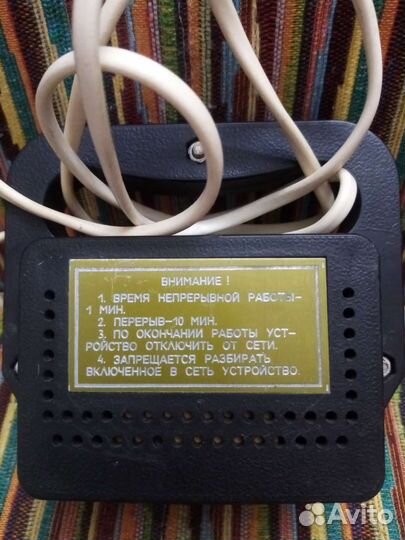 ВНИМАНИЕ !
1. ВРЕМЯ НЕПРЕРЫВНОЙ РАБОТЫ-
1 МИН.
2. ПЕРЕРЫВ-10 МИН.
3. ПО ОКОНЧАНИИ РАБОТЫ УСТ-
РОЙСТВО ОТКЛЮЧИТЬ ОТ СЕТИ.
4. ЗАПРЕЩАЕТСЯ РАЗБИРАТЬ
ВКЛЮЧЕННОЕ В СЕТЬ УСТРОЙСТВО.
Avito